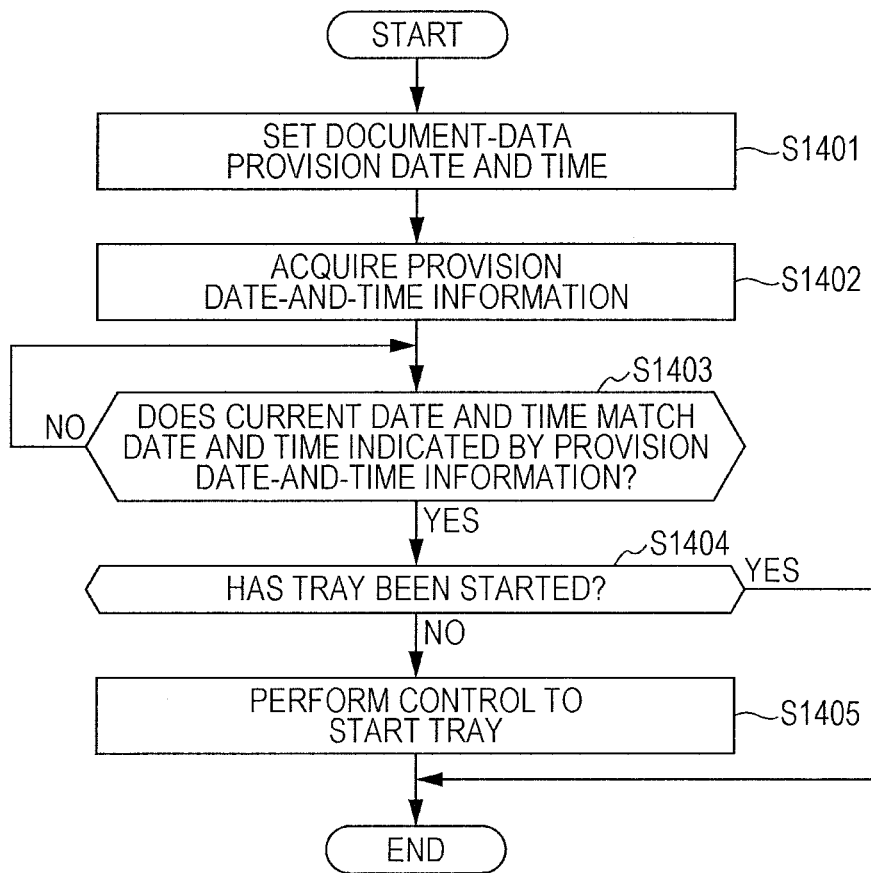 START
SET DOCUMENT-DATA
PROVISION DATE AND TIME
S1401
ACQUIRE PROVISION
DATE-AND-TIME INFORMATION
S1402
S1403
DOES CURRENT DATE AND TIME MATCH
DATE AND TIME INDICATED BY PROVISION
DATE-AND-TIME INFORMATION?
NO
YES
S1404
HAS TRAY BEEN STARTED?
YES
NO
PERFORM CONTROL TO
START TRAY
S1405
END